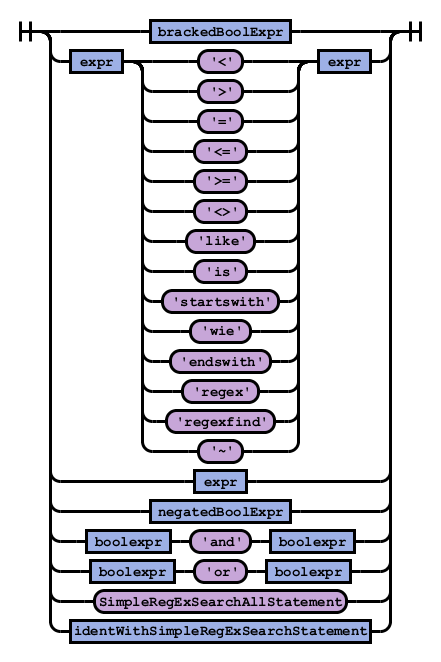 brackedBoolExpr
expr '<' expr
'>'
'='
'<='
'>='
'<>'
'like'
'is'
'startswith'
'wie'
'endswith'
'regex'
'regexfind'
'~'
expr
negatedBoolExpr
boolexpr 'and' boolexpr
boolexpr 'or' boolexpr
SimpleRegExSearchAllStatement
identWithSimpleRegExSearchStatement